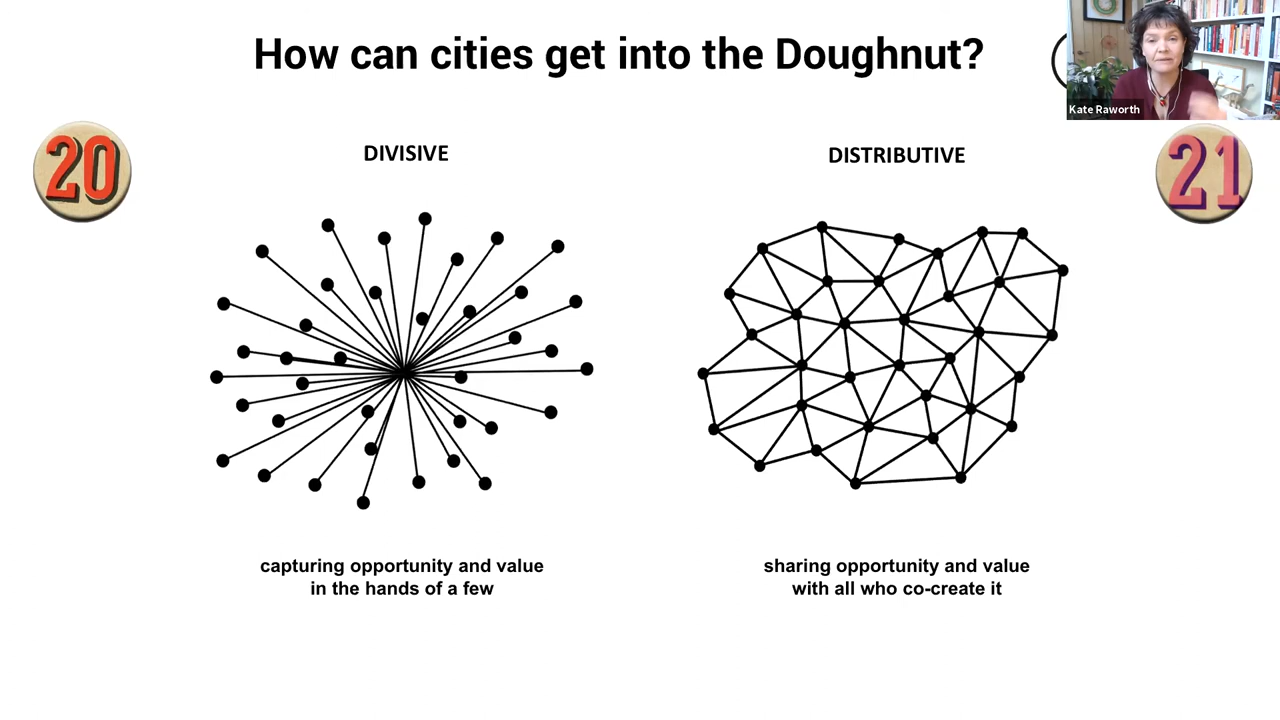 How can cities get into the Doughnut?
Kate Raworth
20
DIVISIVE
DISTRIBUTIVE
21
capturing opportunity and value
in the hands of a few
sharing opportunity and value
with all who co-create it